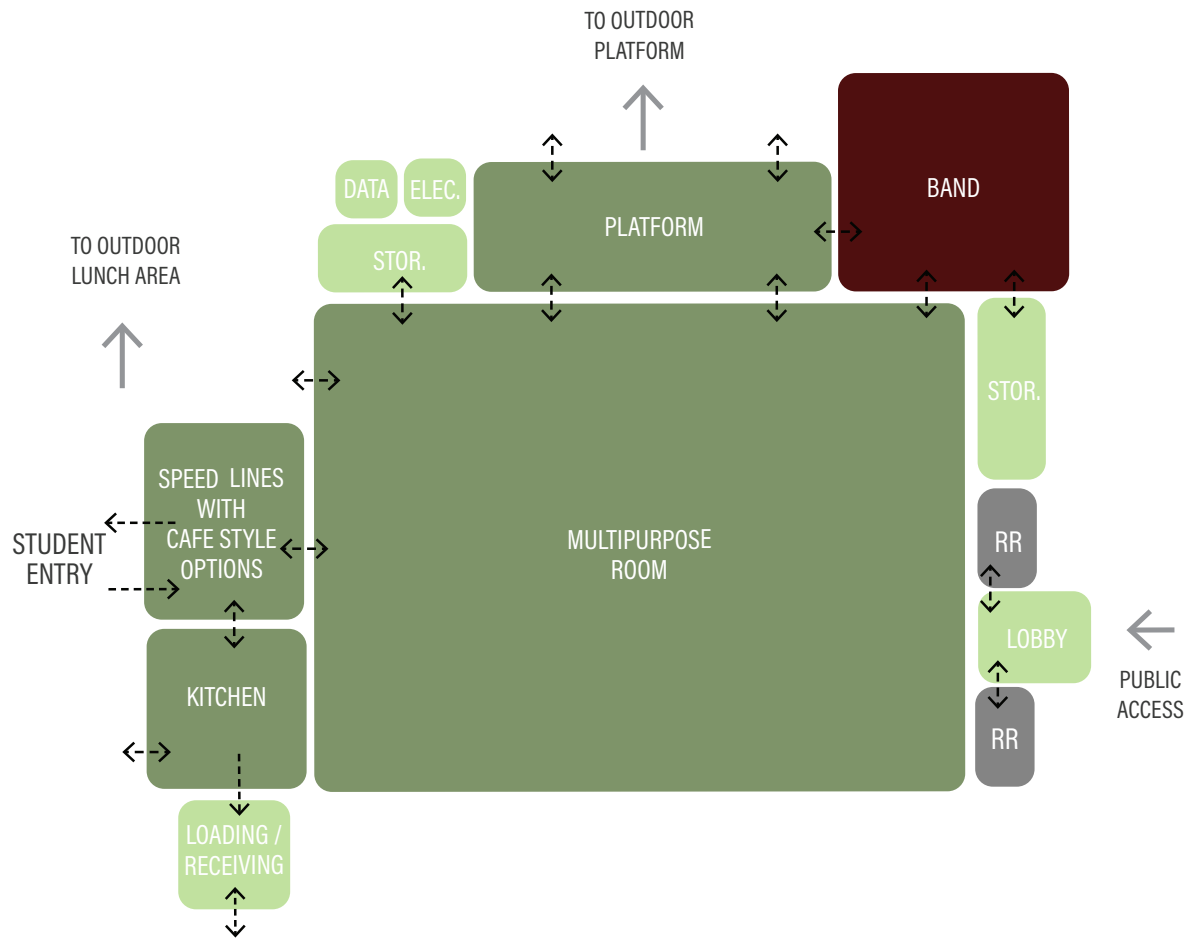 TO OUTDOOR
PLATFORM
DATA
ELEC.
BAND
PLATFORM
TO OUTDOOR
LUNCH AREA
STOR.
STOR.
SPEED LINES
WITH
CAFE STYLE
OPTIONS
STUDENT
ENTRY
MULTIPURPOSE
ROOM
RR
LOBBY
PUBLIC
ACCESS
KITCHEN
RR
LOADING /
RECEIVING